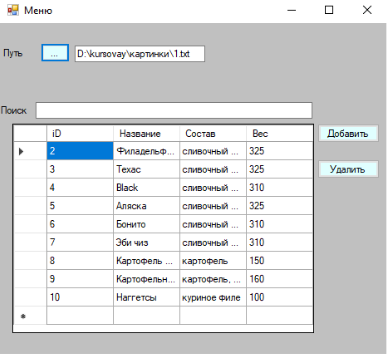 Меню
Путь ... D:\kursovay\картинки\1.txt
Поиск
Добавить
Удалить
iD Название Состав Вес
2 Филадельф... сливочный ... 325
3 Техас сливочный ... 325
4 Black сливочный ... 310
5 Аляска сливочный ... 325
6 Бонито сливочный ... 310
7 Эби чиз сливочный ... 310
8 Картофель ... картофель 150
9 Картофельн... картофель, ... 160
10 Наггетсы куриное филе 100